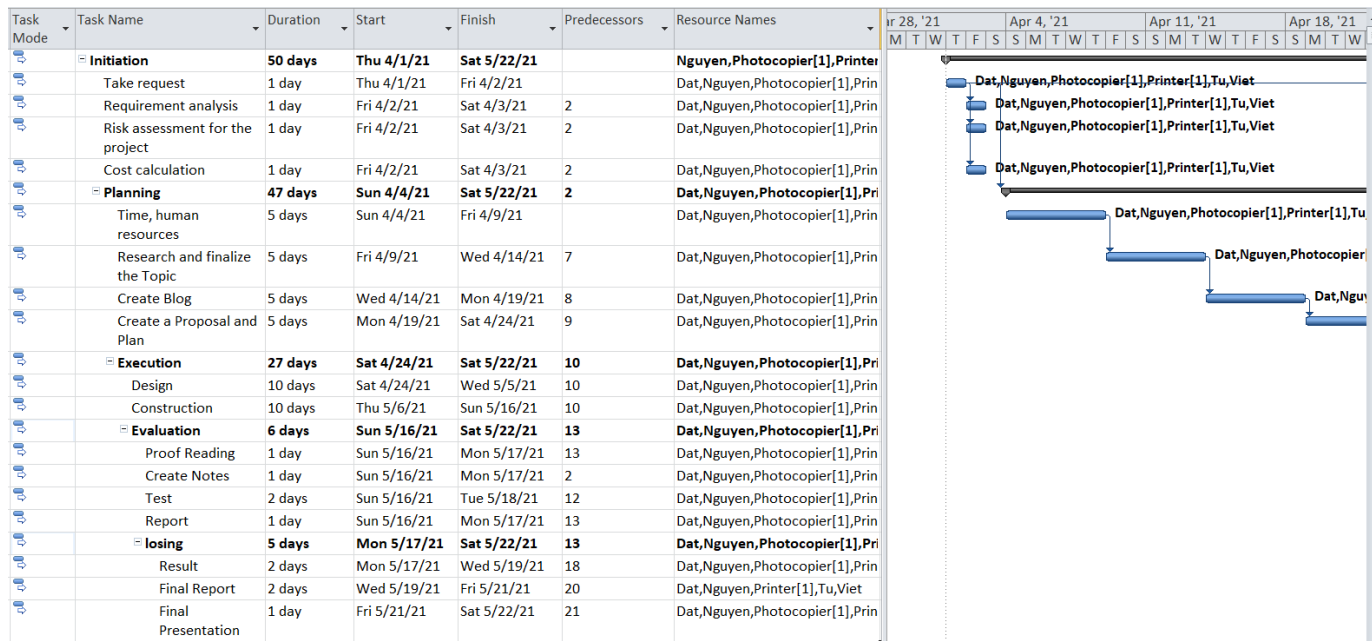 Task Mode Task Name Duration Start Finish Predecessors Resource Names
r 28, '21 Apr 4, '21 Apr 11, '21 Apr 18, '21
M T W T F S S M T W T F S S M T W T F S S M T W
Initiation 50 days Thu 4/1/21 Sat 5/22/21 Nguyen,Photocopier[1],Printer
Take request 1 day Thu 4/1/21 Fri 4/2/21 Dat,Nguyen,Photocopier[1],Prin Dat,Nguyen,Photocopier[1],Printer[1],Tu,Viet
Requirement analysis 1 day Fri 4/2/21 Sat 4/3/21 2 Dat,Nguyen,Photocopier[1],Prin Dat,Nguyen,Photocopier[1],Printer[1],Tu,Viet
Risk assessment for the 1 day Fri 4/2/21 Sat 4/3/21 2 Dat,Nguyen,Photocopier[1],Prin Dat,Nguyen,Photocopier[1],Printer[1],Tu,Viet
project
Cost calculation 1 day Fri 4/2/21 Sat 4/3/21 2 Dat,Nguyen,Photocopier[1],Prin Dat,Nguyen,Photocopier[1],Printer[1],Tu,Viet
Planning 47 days Sun 4/4/21 Sat 5/22/21 2 Dat,Nguyen,Photocopier[1],Pri
Time, human 5 days Sun 4/4/21 Fri 4/9/21 Dat,Nguyen,Photocopier[1],Prin Dat,Nguyen,Photocopier[1],Printer[1],Tu,
resources
Research and finalize 5 days Fri 4/9/21 Wed 4/14/21 7 Dat,Nguyen,Photocopier[1],Prin Dat,Nguyen,Photocopier[
the Topic
Create Blog 5 days Wed 4/14/21 Mon 4/19/21 8 Dat,Nguyen,Photocopier[1],Prin Dat,Nguy
Create a Proposal and 5 days Mon 4/19/21 Sat 4/24/21 9 Dat,Nguyen,Photocopier[1],Prin
Plan
Execution 27 days Sat 4/24/21 Sat 5/22/21 10 Dat,Nguyen,Photocopier[1],Pri
Design 10 days Sat 4/24/21 Wed 5/5/21 10 Dat,Nguyen,Photocopier[1],Prin
Construction 10 days Thu 5/6/21 Sun 5/16/21 10 Dat,Nguyen,Photocopier[1],Prin
Evaluation 6 days Sun 5/16/21 Sat 5/22/21 13 Dat,Nguyen,Photocopier[1],Pri
Proof Reading 1 day Sun 5/16/21 Mon 5/17/21 13 Dat,Nguyen,Photocopier[1],Prin
Create Notes 1 day Sun 5/16/21 Mon 5/17/21 2 Dat,Nguyen,Photocopier[1],Prin
Test 2 days Sun 5/16/21 Tue 5/18/21 12 Dat,Nguyen,Photocopier[1],Prin
Report 1 day Sun 5/16/21 Mon 5/17/21 13 Dat,Nguyen,Photocopier[1],Prin
losing 5 days Mon 5/17/21 Sat 5/22/21 13 Dat,Nguyen,Photocopier[1],Pri
Result 2 days Mon 5/17/21 Wed 5/19/21 18 Dat,Nguyen,Photocopier[1],Prin
Final Report 2 days Wed 5/19/21 Fri 5/21/21 20 Dat,Nguyen,Printer[1],Tu,Viet
Final 1 day Fri 5/21/21 Sat 5/22/21 21 Dat,Nguyen,Photocopier[1],Prin
Presentation